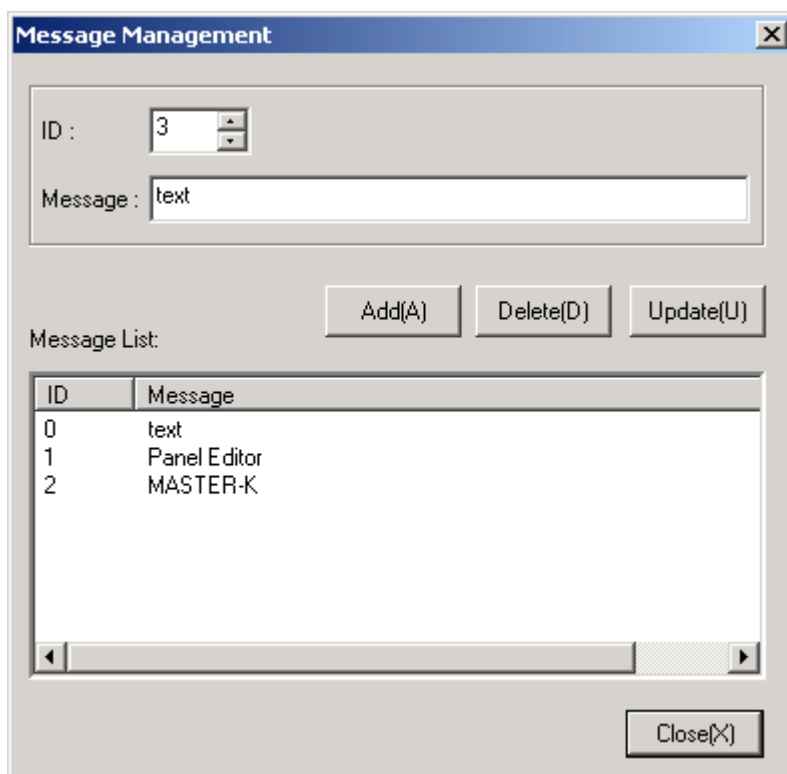 Message Management
ID : 3
Message : text
Add(A) Delete(D) Update(U)
Message List:
ID Message
0 text
1 Panel Editor
2 MASTER-K
Close(X)